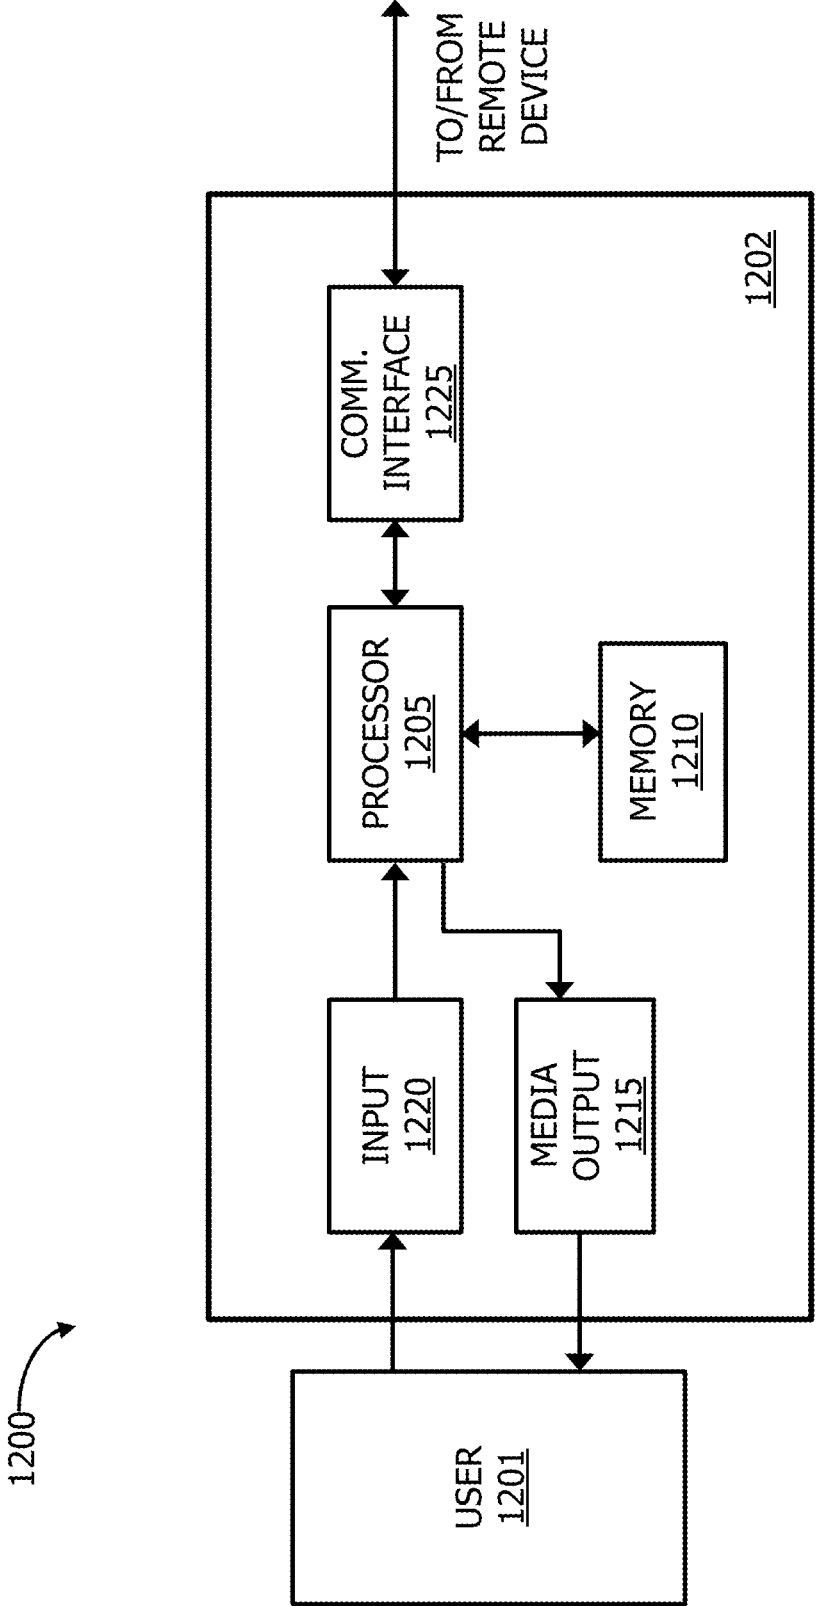 1200
USER
1201
INPUT
1220
MEDIA
OUTPUT
1215
PROCESSOR
1205
MEMORY
1210
COMM.
INTERFACE
1225
1202
TO/FROM
REMOTE
DEVICE